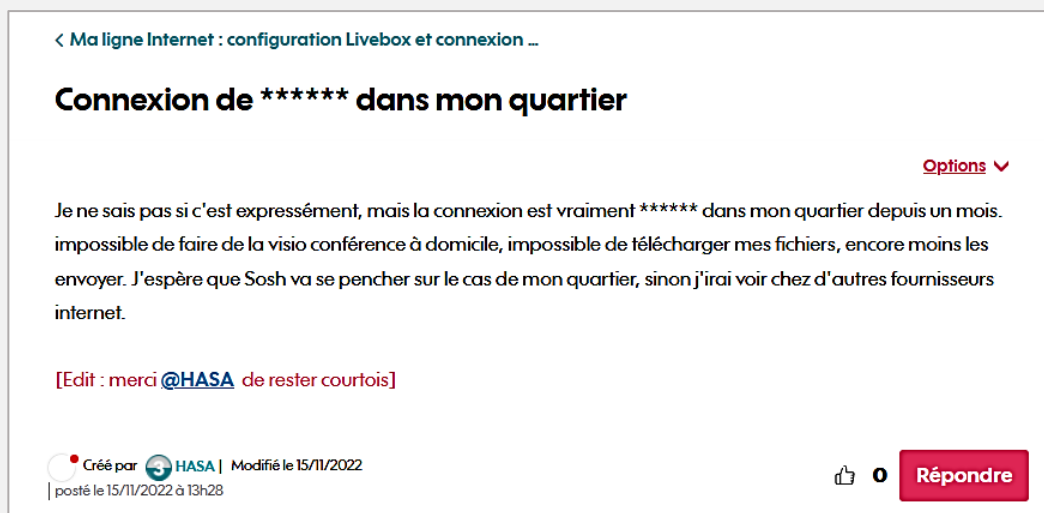 < Ma ligne Internet : configuration Livebox et connexion ...
Connexion de ****** dans mon quartier
Options
Je ne sais pas si c'est expressément, mais la connexion est vraiment ****** dans mon quartier depuis un mois.
impossible de faire de la visio conférence à domicile, impossible de télécharger mes fichiers, encore moins les
envoyer. J'espère que Sosh va se pencher sur le cas de mon quartier, sinon j'irai voir chez d'autres fournisseurs
internet.
[Edit : merci @HASA de rester courtois]
Créé par 3 HASA | Modifié le 15/11/2022
| posté le 15/11/2022 à 13h28
0 Répondre